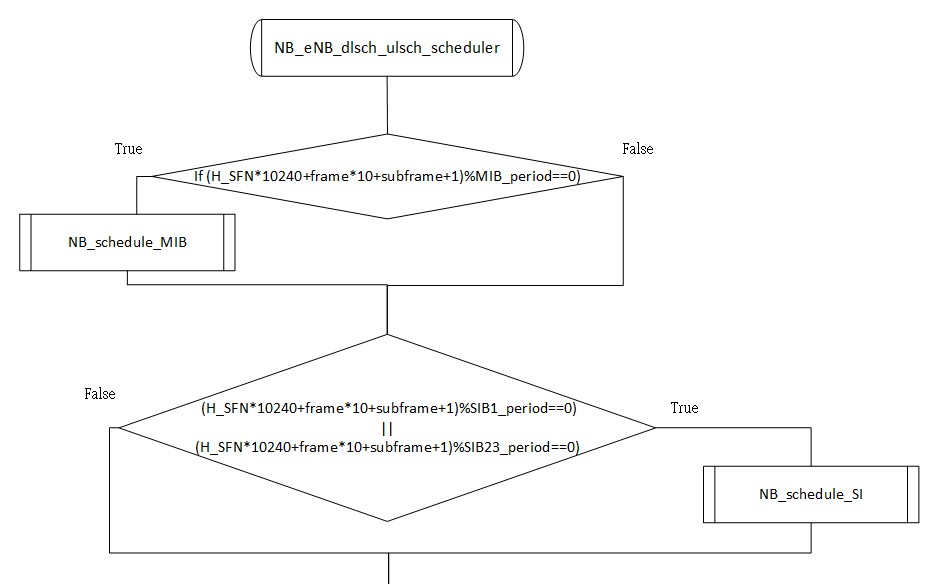 NB_eNB_dlsch_ulsch_scheduler
True
False
If (H_SFN*10240+frame*10+subframe+1)%MIB_period==0)
NB_schedule_MIB
False
(H_SFN*10240+frame*10+subframe+1)%SIB1_period==0)
||
(H_SFN*10240+frame*10+subframe+1)%SIB23_period==0)
True
NB_schedule_SI